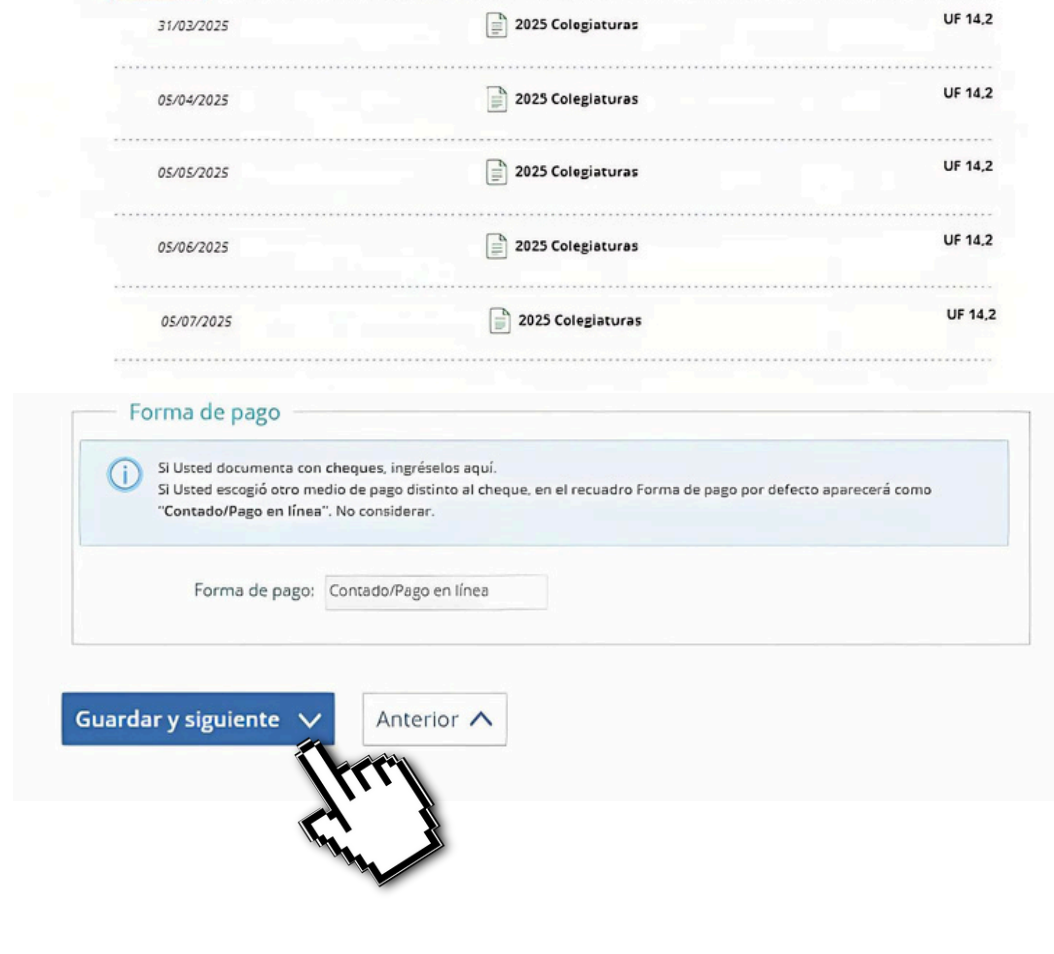 31/03/2025 2025 Colegiaturas UF 14,2
05/04/2025 2025 Colegiaturas UF 14,2
05/05/2025 2025 Colegiaturas UF 14,2
05/06/2025 2025 Colegiaturas UF 14,2
05/07/2025 2025 Colegiaturas UF 14,2
Forma de pago
Si Usted documenta con cheques, ingréselos aquí.
Si Usted escogió otro medio de pago distinto al cheque, en el recuadro Forma de pago por defecto aparecerá como
"Contado/Pago en línea". No considerar.
Forma de pago: Contado/Pago en línea
Guardar y siguiente Anterior